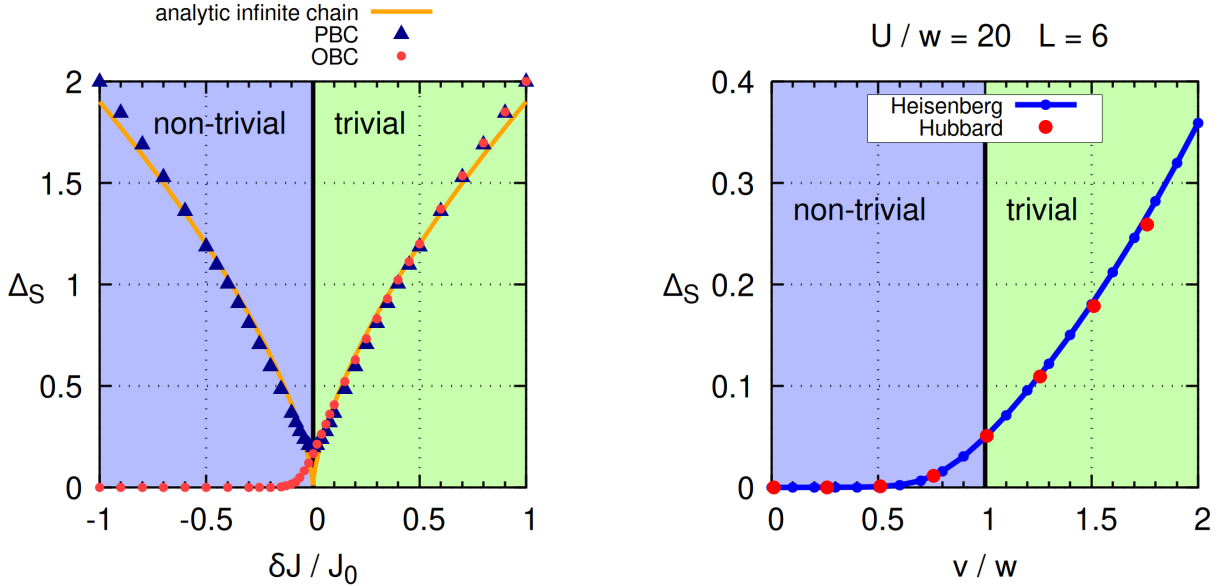 analytic infinite chain
PBC
OBC
2
1.5
1
0.5
0
Δ_S
non-trivial
trivial
-1
-0.5
0
0.5
1
δJ / J₀
U / w = 20 L = 6
0.4
0.3
0.2
0.1
0
Δ_S
Heisenberg
Hubbard
non-trivial
trivial
0
0.5
1
1.5
2
v / w